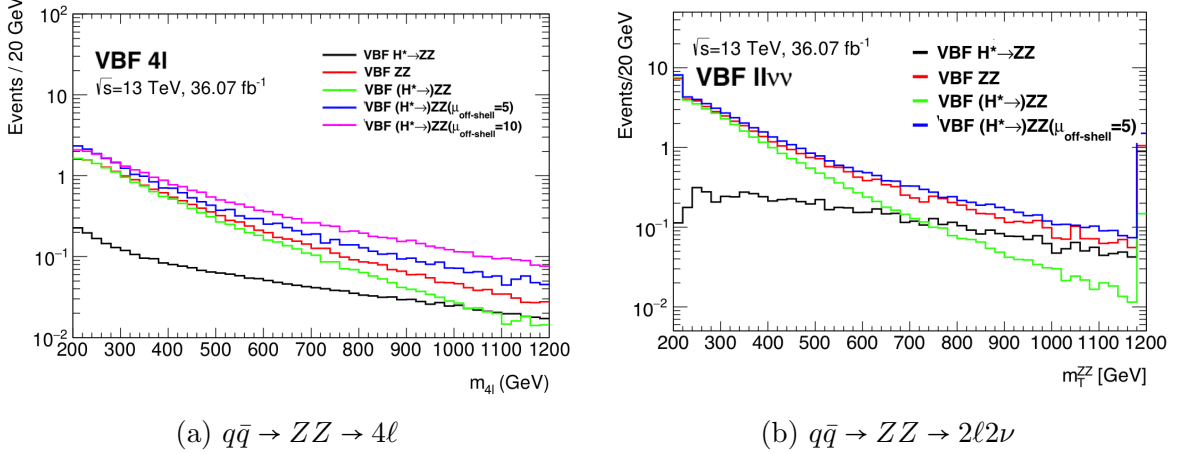 Events / 20 GeV
10²
10
1
10⁻¹
10⁻²
VBF 4l
√s=13 TeV, 36.07 fb⁻¹
VBF H*→ZZ
VBF ZZ
VBF (H*→)ZZ
VBF (H*→)ZZ(μoff-shell=5)
'VBF (H*→)ZZ(μoff-shell=10)
200 300 400 500 600 700 800 900 1000 1100 1200
m4l (GeV)
(a) qq̄ → ZZ → 4ℓ
Events/20 GeV
10
1
10⁻¹
10⁻²
√s=13 TeV, 36.07 fb⁻¹
VBF llνν
VBF H*→ZZ
VBF ZZ
VBF (H*→)ZZ
'VBF (H*→)ZZ(μoff-shell=5)
200 300 400 500 600 700 800 900 1000 1100 1200
mTZZ [GeV]
(b) qq̄ → ZZ → 2ℓ2ν